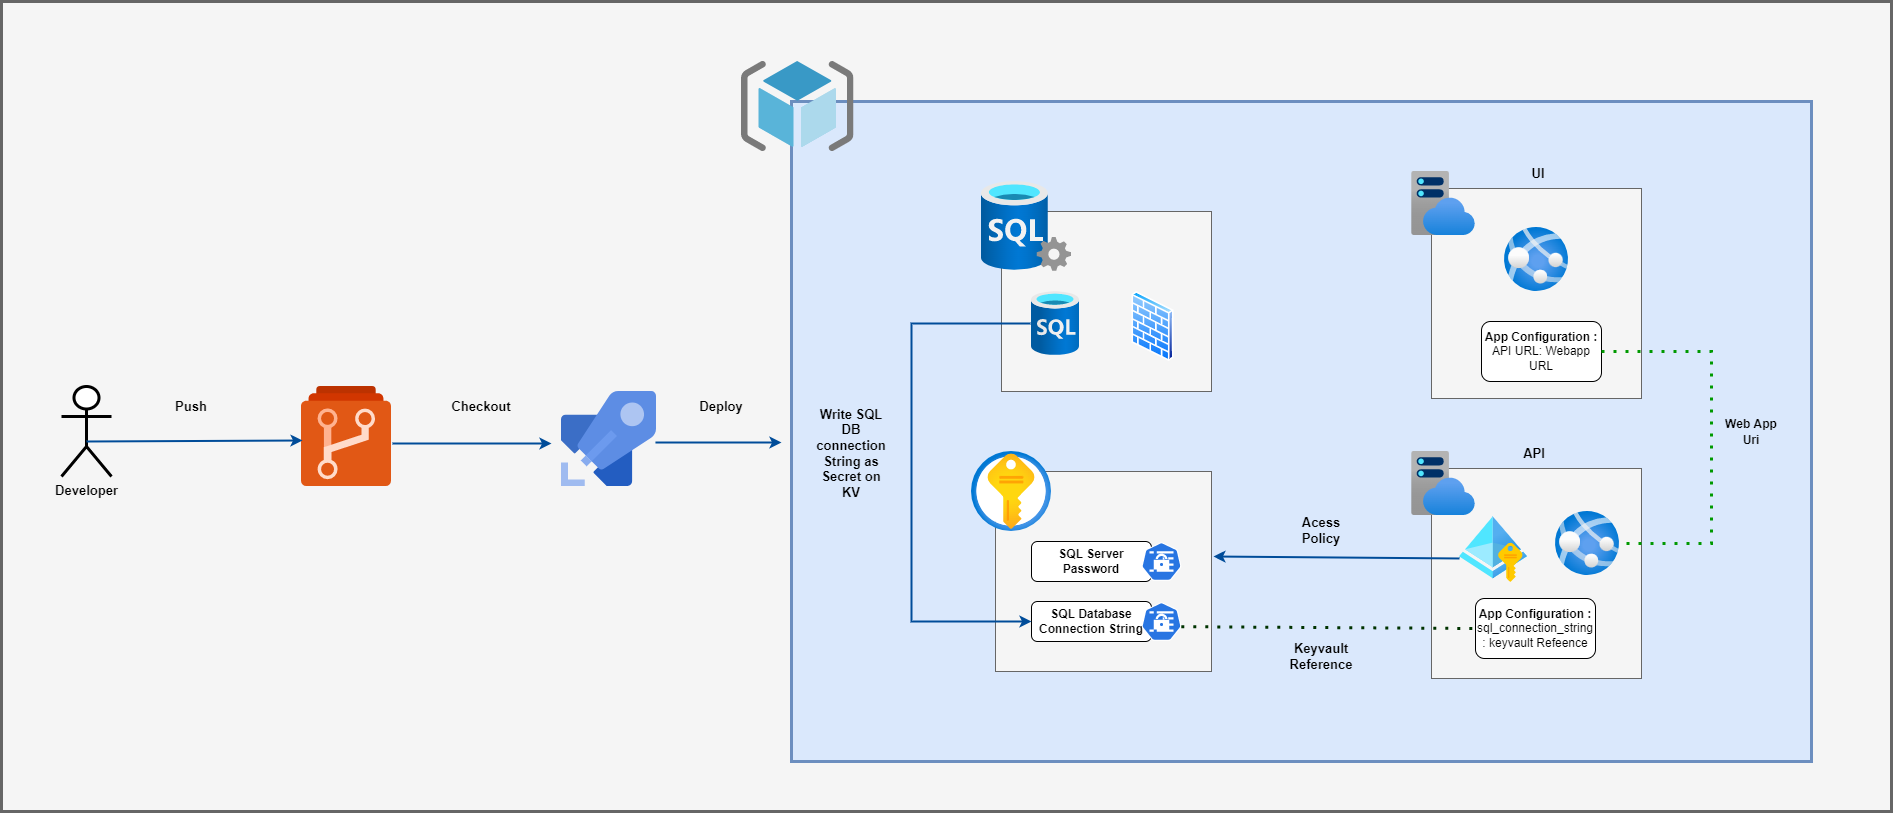 Developer
Push
Checkout
Deploy
Write SQL
DB
connection
String as
Secret on
KV
SQL
SQL
SQL Server
Password
SQL Database
Connection String
Acess
Policy
Keyvault
Reference
UI
App Configuration :
API URL: Webapp
URL
Web App
Uri
API
App Configuration :
sql_connection_string
: keyvault Refeence